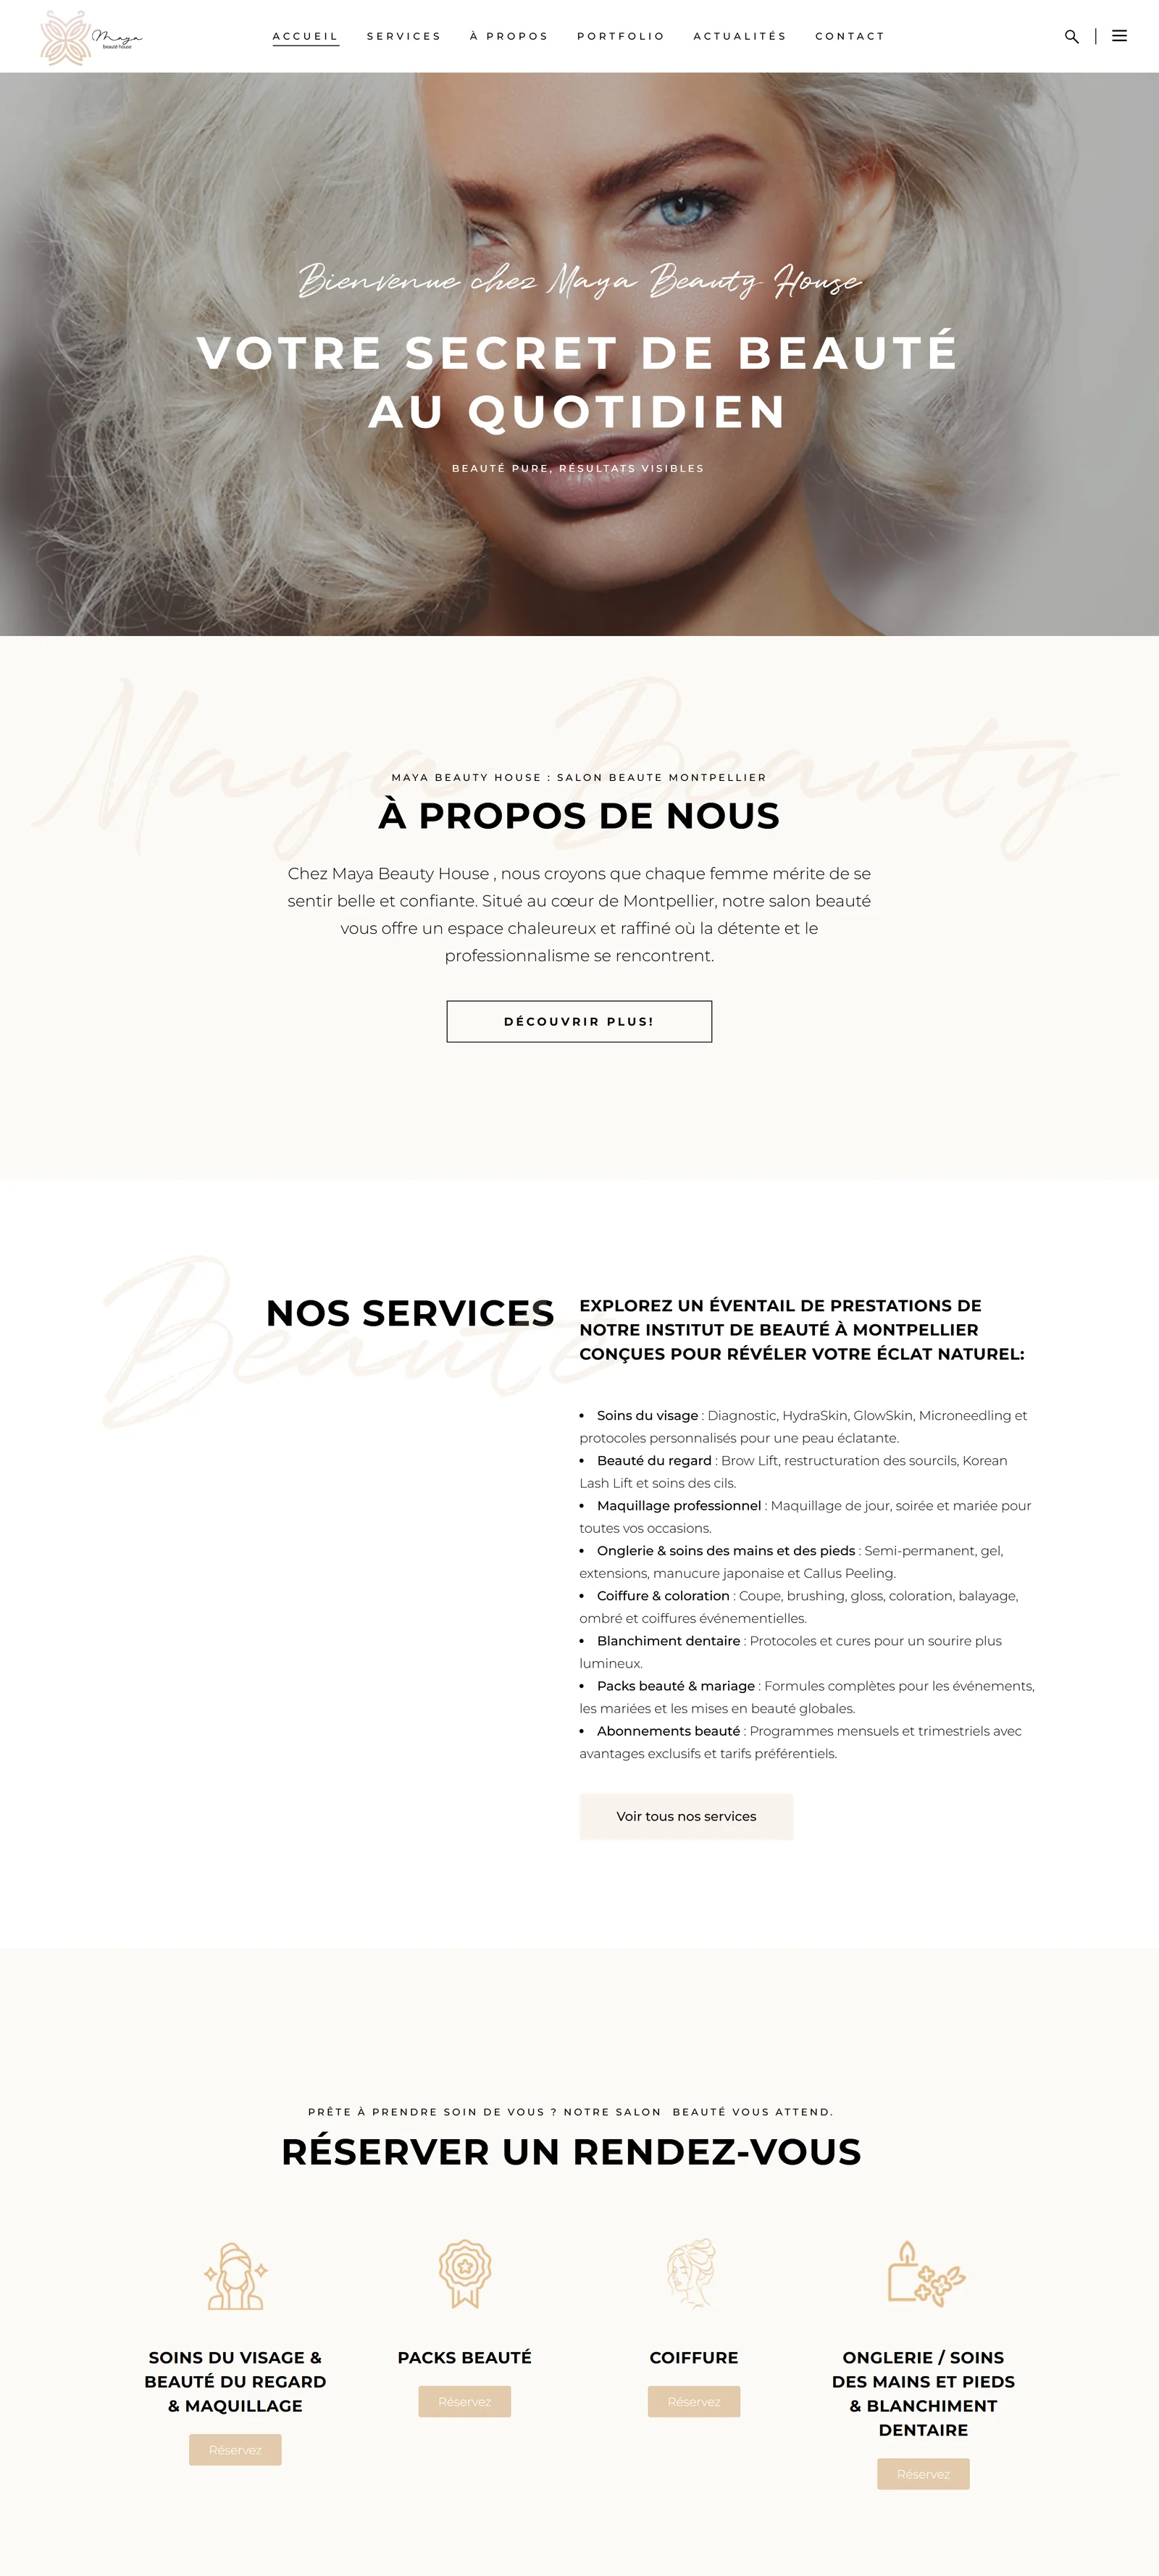 Maya
beauté house
ACCUEIL
SERVICES
À PROPOS
PORTFOLIO
ACTUALITÉS
CONTACT
Bienvenue chez Maya Beauty House
VOTRE SECRET DE BEAUTÉ
AU QUOTIDIEN
BEAUTÉ PURE, RÉSULTATS VISIBLES
Maya Beauty
MAYA BEAUTY HOUSE : SALON BEAUTE MONTPELLIER
À PROPOS DE NOUS
Chez Maya Beauty House , nous croyons que chaque femme mérite de se
sentir belle et confiante. Situé au cœur de Montpellier, notre salon beauté
vous offre un espace chaleureux et raffiné où la détente et le
professionnalisme se rencontrent.
DÉCOUVRIR PLUS!
Beauté
NOS SERVICES
EXPLOREZ UN ÉVENTAIL DE PRESTATIONS DE
NOTRE INSTITUT DE BEAUTÉ À MONTPELLIER
CONÇUES POUR RÉVÉLER VOTRE ÉCLAT NATUREL:
• Soins du visage : Diagnostic, HydraSkin, GlowSkin, Microneedling et
protocoles personnalisés pour une peau éclatante.
• Beauté du regard : Brow Lift, restructuration des sourcils, Korean
Lash Lift et soins des cils.
• Maquillage professionnel : Maquillage de jour, soirée et mariée pour
toutes vos occasions.
• Onglerie & soins des mains et des pieds : Semi-permanent, gel,
extensions, manucure japonaise et Callus Peeling.
• Coiffure & coloration : Coupe, brushing, gloss, coloration, balayage,
ombré et coiffures événementielles.
• Blanchiment dentaire : Protocoles et cures pour un sourire plus
lumineux.
• Packs beauté & mariage : Formules complètes pour les événements,
les mariées et les mises en beauté globales.
• Abonnements beauté : Programmes mensuels et trimestriels avec
avantages exclusifs et tarifs préférentiels.
Voir tous nos services
PRÊTE À PRENDRE SOIN DE VOUS ? NOTRE SALON BEAUTÉ VOUS ATTEND.
RÉSERVER UN RENDEZ-VOUS
SOINS DU VISAGE &
BEAUTÉ DU REGARD
& MAQUILLAGE
Réservez
PACKS BEAUTÉ
Réservez
COIFFURE
Réservez
ONGLERIE / SOINS
DES MAINS ET PIEDS
& BLANCHIMENT
DENTAIRE
Réservez